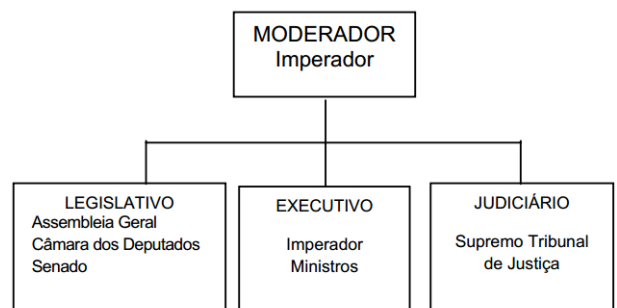 MODERADOR
Imperador
LEGISLATIVO
Assembleia Geral
Câmara dos Deputados
Senado
EXECUTIVO
Imperador
Ministros
JUDICIÁRIO
Supremo Tribunal
de Justiça